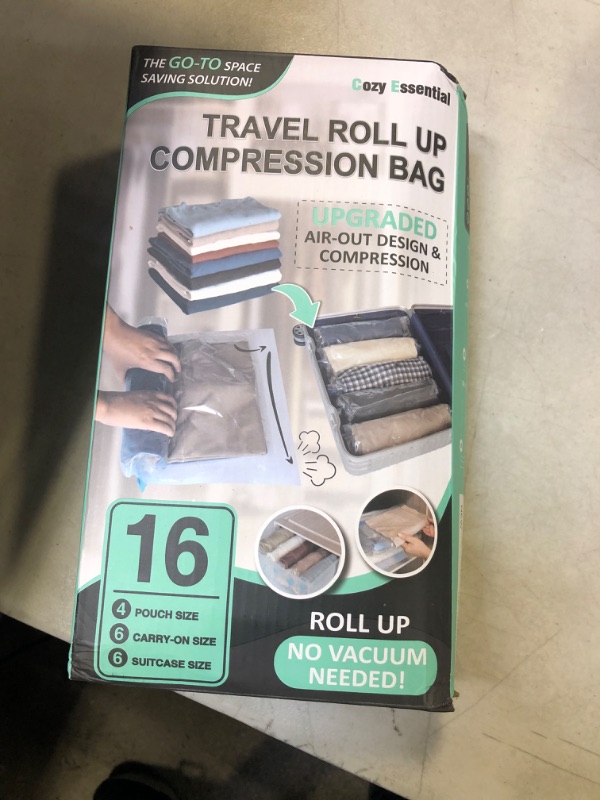 THE GO-TO SPACE
SAVING SOLUTION!
Cozy Essential
TRAVEL ROLL UP
COMPRESSION BAG
UPGRADED
AIR-OUT DESIGN &
COMPRESSION
16
4 POUCH SIZE
6 CARRY-ON SIZE
6 SUITCASE SIZE
ROLL UP
NO VACUUM
NEEDED!